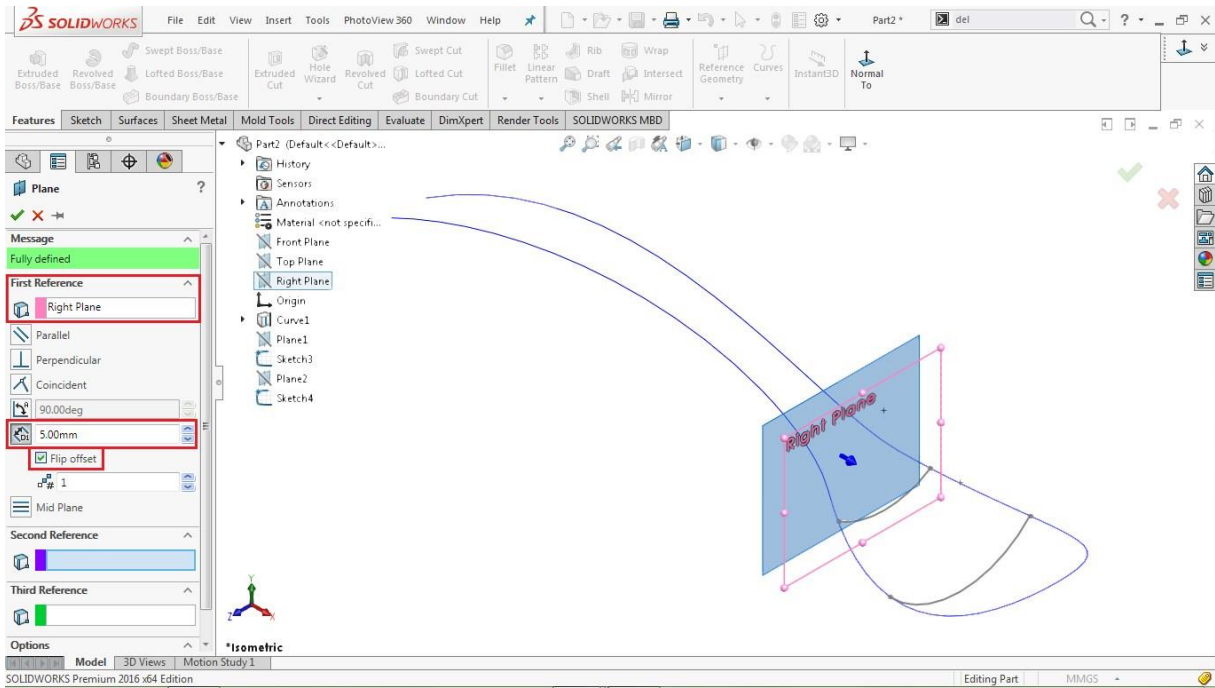 SOLIDWORKS File Edit View Insert Tools PhotoView 360 Window Help Part2 * del ?
Extruded Boss/Base
Revolved Boss/Base
Swept Boss/Base
Lofted Boss/Base
Boundary Boss/Base
Extruded Cut
Hole Wizard
Revolved Cut
Swept Cut
Lofted Cut
Boundary Cut
Fillet
Linear Pattern
Rib
Draft
Shell
Wrap
Intersect
Mirror
Reference Geometry
Curves
Instant3D
Normal To
Features Sketch Surfaces Sheet Metal Mold Tools Direct Editing Evaluate DimXpert Render Tools SOLIDWORKS MBD
Plane ?
Message
Fully defined
First Reference
Right Plane
Parallel
Perpendicular
Coincident
90.00deg
5.00mm
Flip offset
1
Mid Plane
Second Reference
Third Reference
Options
Part2 (Default<<Default>...
History
Sensors
Annotations
Material <not specifi...
Front Plane
Top Plane
Right Plane
Origin
Curve1
Plane1
Sketch3
Plane2
Sketch4
Right Plane
Y
Z
X
*Isometric
Model 3D Views Motion Study 1
SOLIDWORKS Premium 2016 x64 Edition Editing Part MMGS